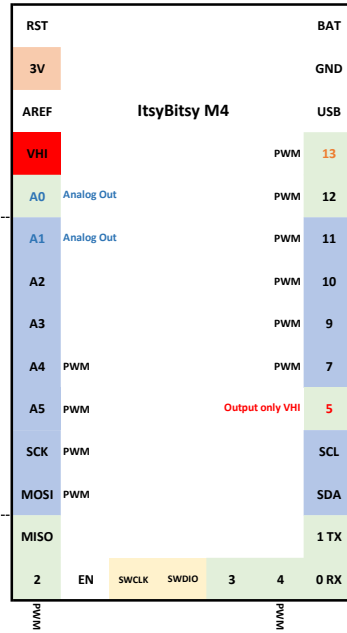 RST BAT
3V GND
AREF ItsyBitsy M4 USB
VHI PWM 13
A0 Analog Out PWM 12
A1 Analog Out PWM 11
A2 PWM 10
A3 PWM 9
A4 PWM PWM 7
A5 PWM Output only VHI 5
SCK PWM SCL
MOSI PWM SDA
MISO 1 TX
2 EN SWCLK SWDIO 3 4 0 RX
PWM PWM